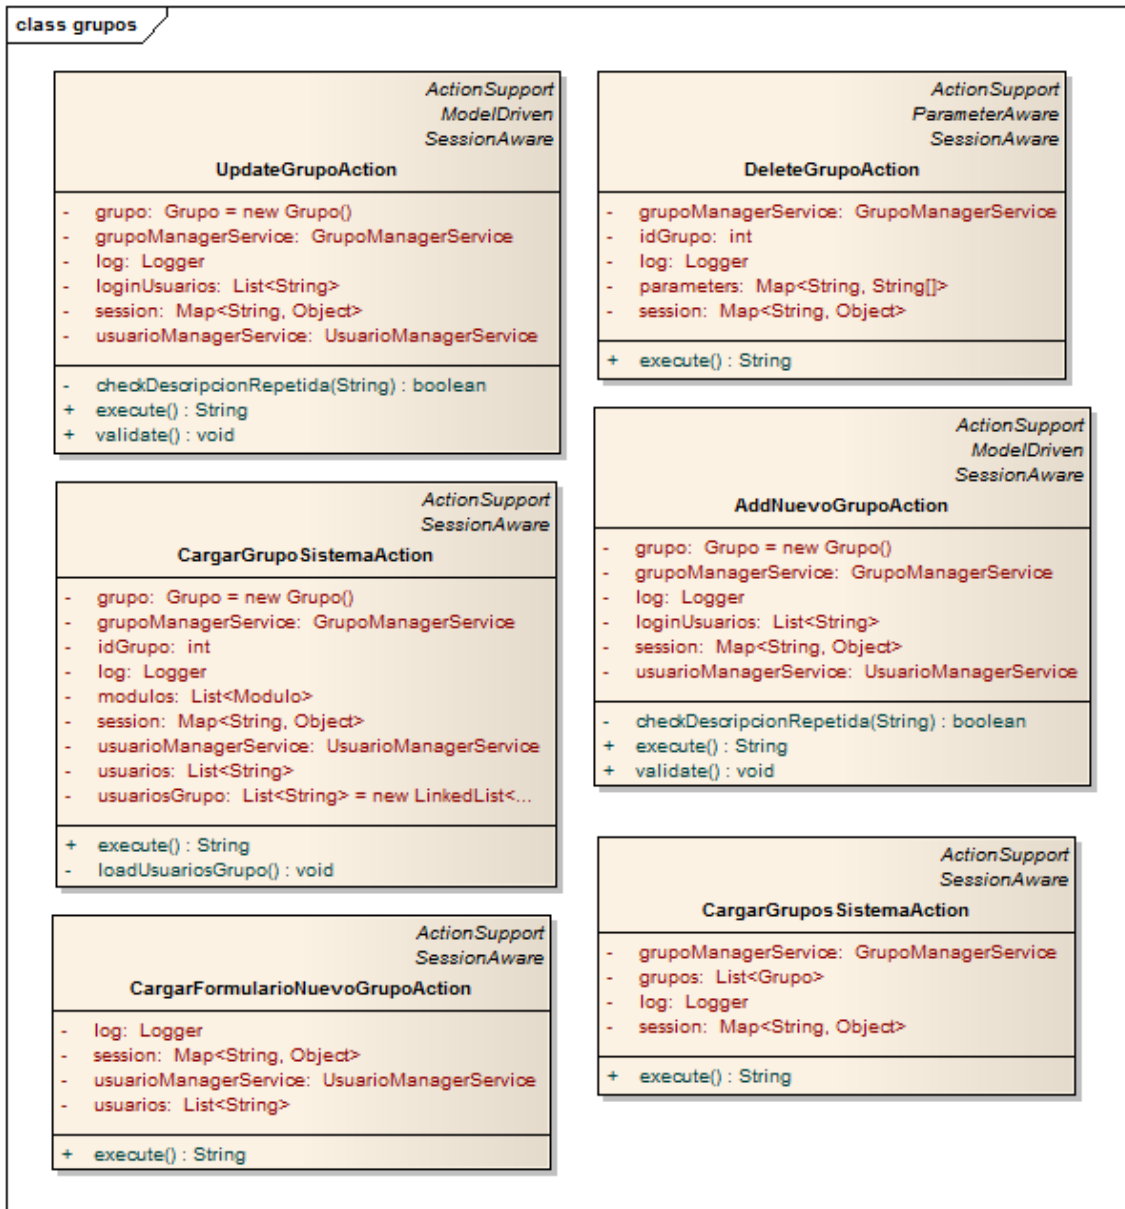 class grupos
ActionSupport
ModelDriven
SessionAware
UpdateGrupoAction
- grupo: Grupo = new Grupo()
- grupoManagerService: GrupoManagerService
- log: Logger
- loginUsuarios: List<String>
- session: Map<String, Object>
- usuarioManagerService: UsuarioManagerService
- checkDescripcionRepetida(String) : boolean
+ execute() : String
+ validate() : void
ActionSupport
ParameterAware
SessionAware
DeleteGrupoAction
- grupoManagerService: GrupoManagerService
- idGrupo: int
- log: Logger
- parameters: Map<String, String[]>
- session: Map<String, Object>
+ execute() : String
ActionSupport
SessionAware
CargarGrupoSistemaAction
- grupo: Grupo = new Grupo()
- grupoManagerService: GrupoManagerService
- idGrupo: int
- log: Logger
- modulos: List<Modulo>
- session: Map<String, Object>
- usuarioManagerService: UsuarioManagerService
- usuarios: List<String>
- usuariosGrupo: List<String> = new LinkedList<...
+ execute() : String
- loadUsuariosGrupo() : void
ActionSupport
ModelDriven
SessionAware
AddNuevoGrupoAction
- grupo: Grupo = new Grupo()
- grupoManagerService: GrupoManagerService
- log: Logger
- loginUsuarios: List<String>
- session: Map<String, Object>
- usuarioManagerService: UsuarioManagerService
- checkDescripcionRepetida(String) : boolean
+ execute() : String
+ validate() : void
ActionSupport
SessionAware
CargarFormularioNuevoGrupoAction
- log: Logger
- session: Map<String, Object>
- usuarioManagerService: UsuarioManagerService
- usuarios: List<String>
+ execute() : String
ActionSupport
SessionAware
CargarGruposSistemaAction
- grupoManagerService: GrupoManagerService
- grupos: List<Grupo>
- log: Logger
- session: Map<String, Object>
+ execute() : String